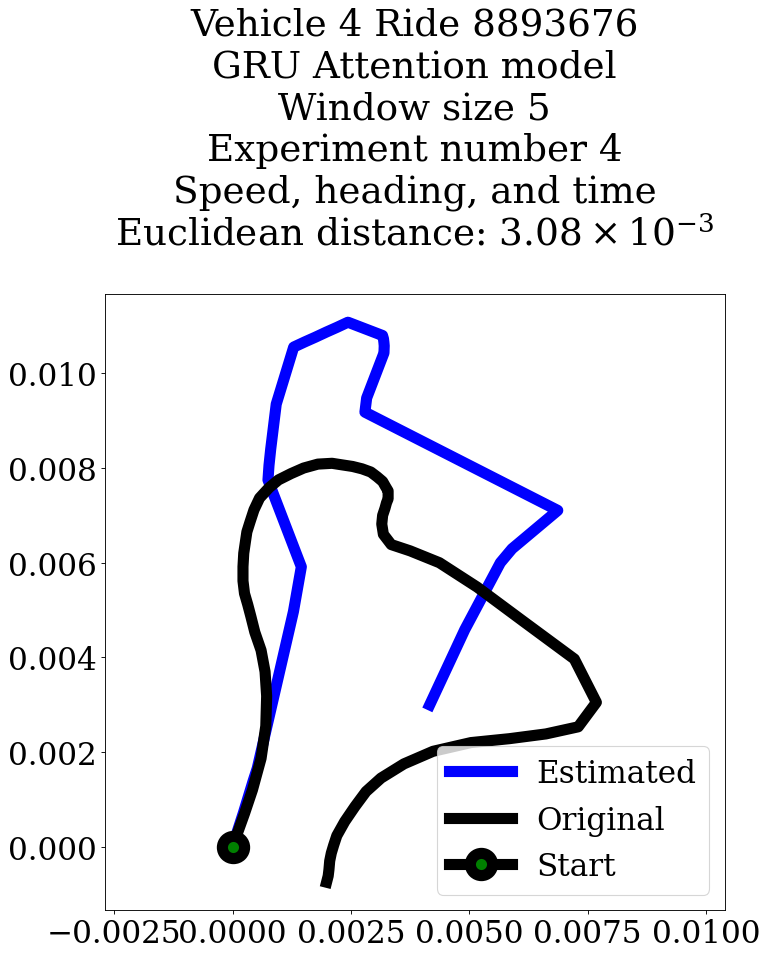 Vehicle 4 Ride 8893676
GRU Attention model
Window size 5
Experiment number 4
Speed, heading, and time
Euclidean distance: 3.08 × 10⁻³
0.010
0.008
0.006
0.004
0.002
0.000
Estimated
Original
Start
−0.0025 0.0000 0.0025 0.0050 0.0075 0.0100